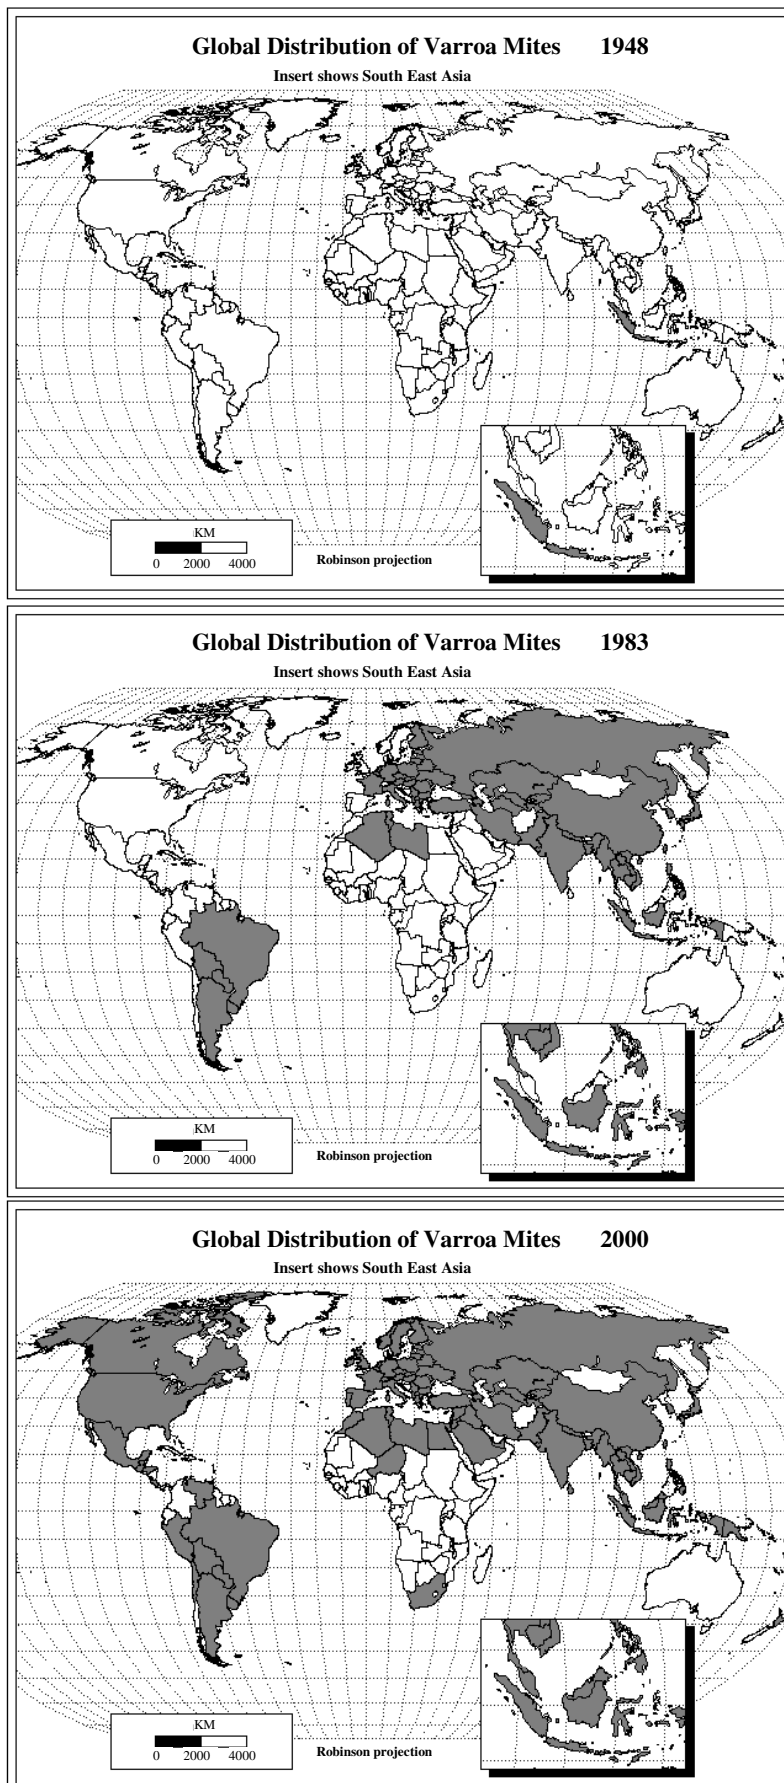 Global Distribution of Varroa Mites 1948
Insert shows South East Asia
KM
0 2000 4000
Robinson projection
Global Distribution of Varroa Mites 1983
Insert shows South East Asia
KM
0 2000 4000
Robinson projection
Global Distribution of Varroa Mites 2000
Insert shows South East Asia
KM
0 2000 4000
Robinson projection